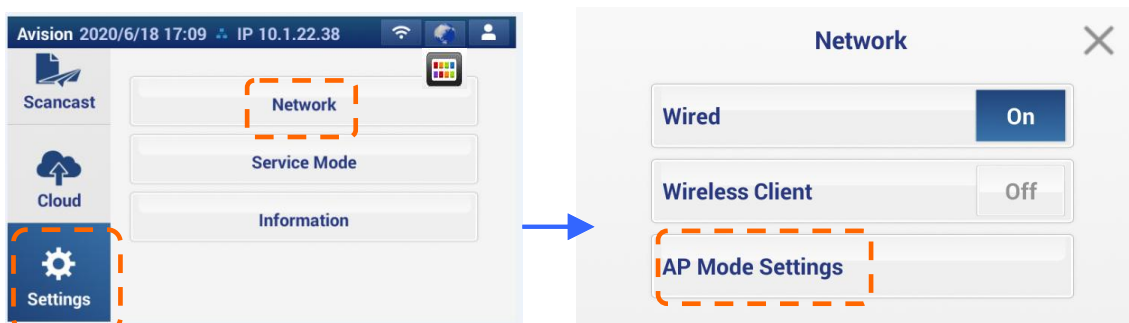 Avision 2020/6/18 17:09 IP 10.1.22.38
Scancast
Network
Service Mode
Cloud
Information
Settings
Network
Wired On
Wireless Client Off
AP Mode Settings